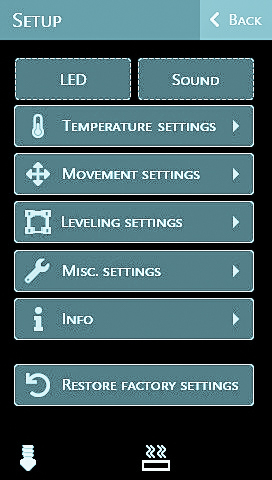 Setup
Back
LED
Sound
Temperature settings
Movement settings
Leveling settings
Misc. settings
Info
Restore factory settings